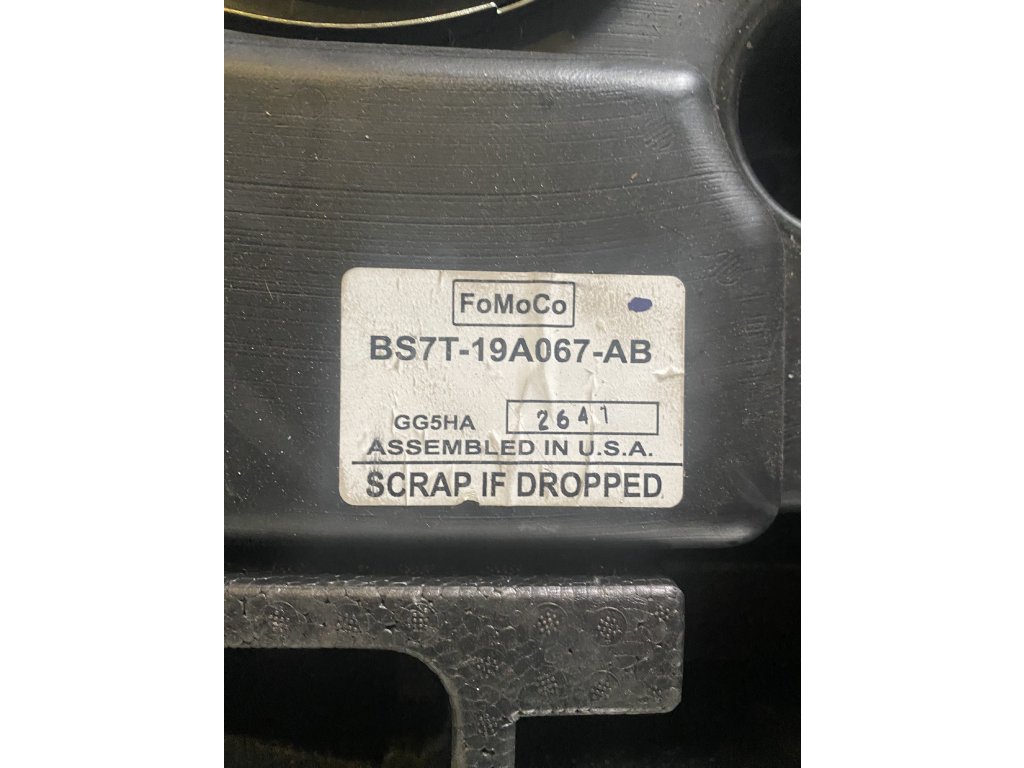 FoMoCo
BS7T-19A067-AB
GG5HA 2641
ASSEMBLED IN U.S.A.
SCRAP IF DROPPED